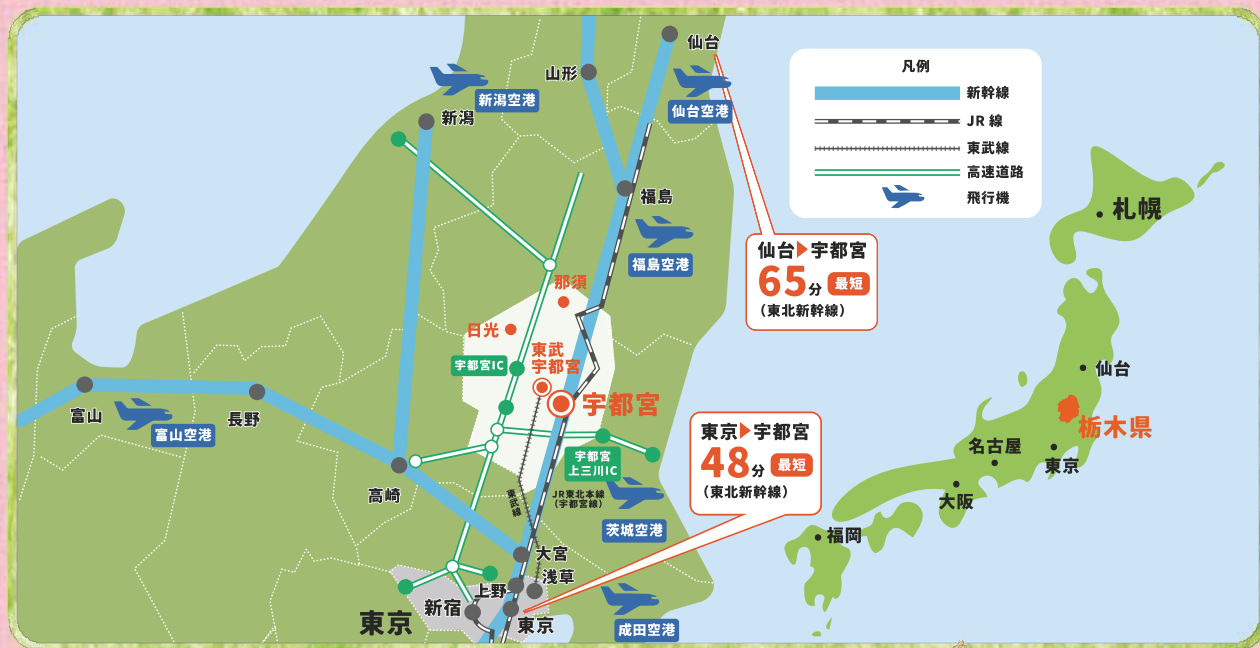 仙台
山形
新潟空港
仙台空港
新潟
福島
福島空港
那須
日光
東武
宇都宮
宇都宮IC
宇都宮
富山
富山空港
長野
高崎
宇都宮
上三川IC
東武線
JR東北本線
(宇都宮線)
茨城空港
大宮
浅草
上野
新宿
東京
東京
成田空港
凡例
新幹線
JR 線
東武線
高速道路
飛行機
仙台▶宇都宮
65分 最短
(東北新幹線)
東京▶宇都宮
48分 最短
(東北新幹線)
札幌
仙台
栃木県
名古屋
東京
大阪
福岡